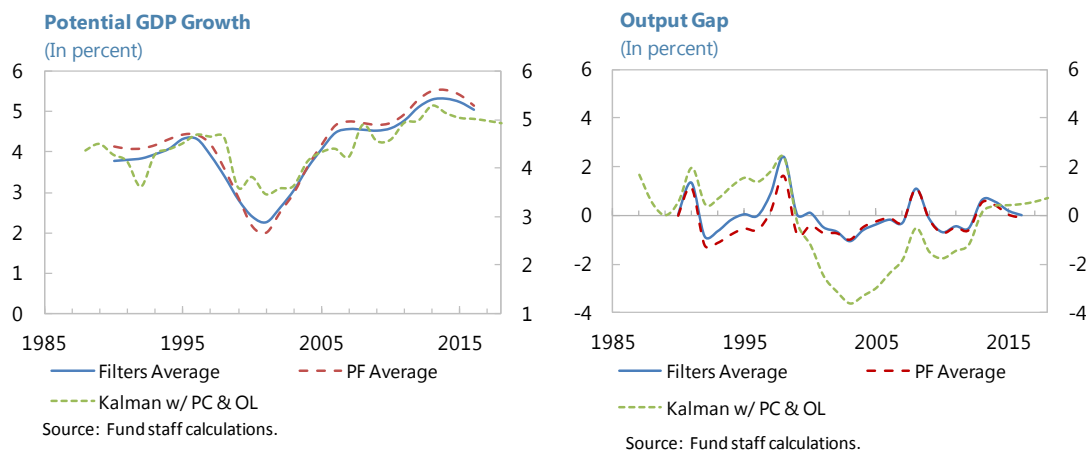 Potential GDP Growth
(In percent)
6 6
5 5
4 4
3 3
2
2
1
0 1
1985 1995 2005 2015
Filters Average PF Average
Kalman w/ PC & OL
Source: Fund staff calculations.
Output Gap
(In percent)
6 6
4 4
2 2
0 0
-2 -2
-4 -4
1985 1995 2005 2015
Filters Average PF Average
Kalman w/ PC & OL
Source: Fund staff calculations.